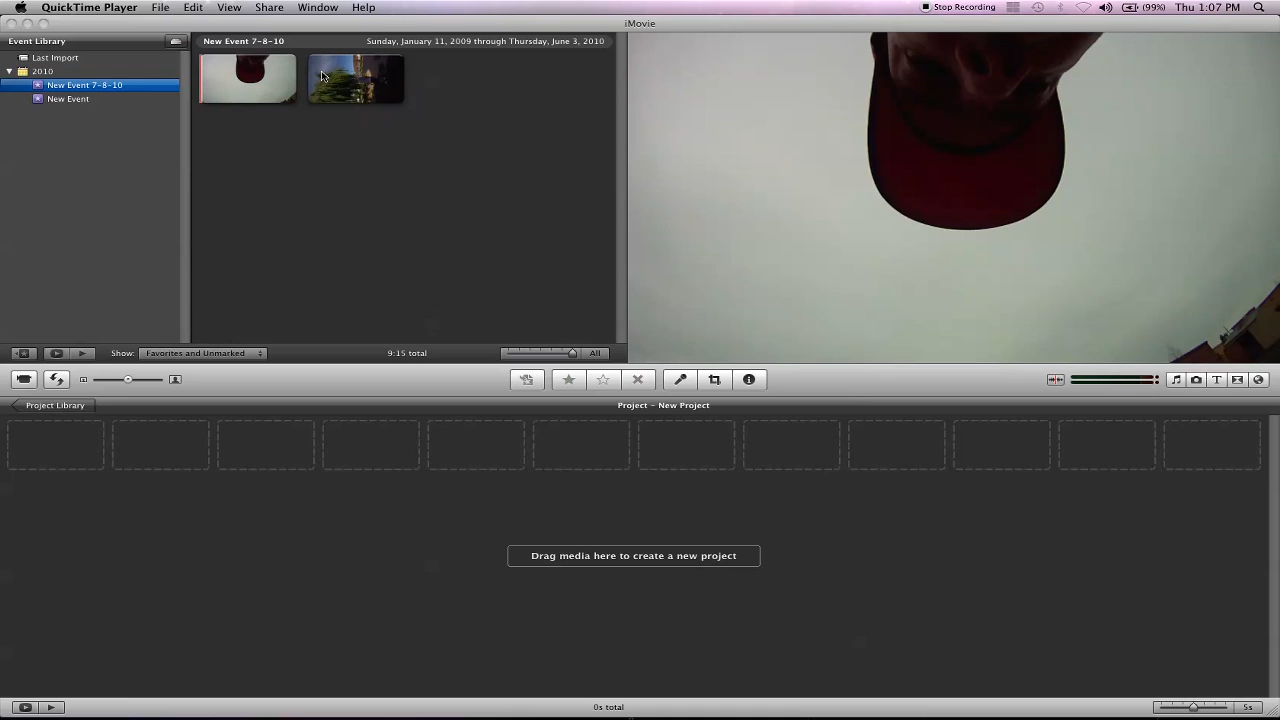 QuickTime Player File Edit View Share Window Help Stop Recording (99%) Thu 1:07 PM
iMovie
Event Library
New Event 7-8-10 Sunday, January 11, 2009 through Thursday, June 3, 2010
Last Import
2010
New Event 7-8-10
New Event
Show: Favorites and Unmarked 9:15 total All
Project Library Project - New Project
Drag media here to create a new project
0s total 5s